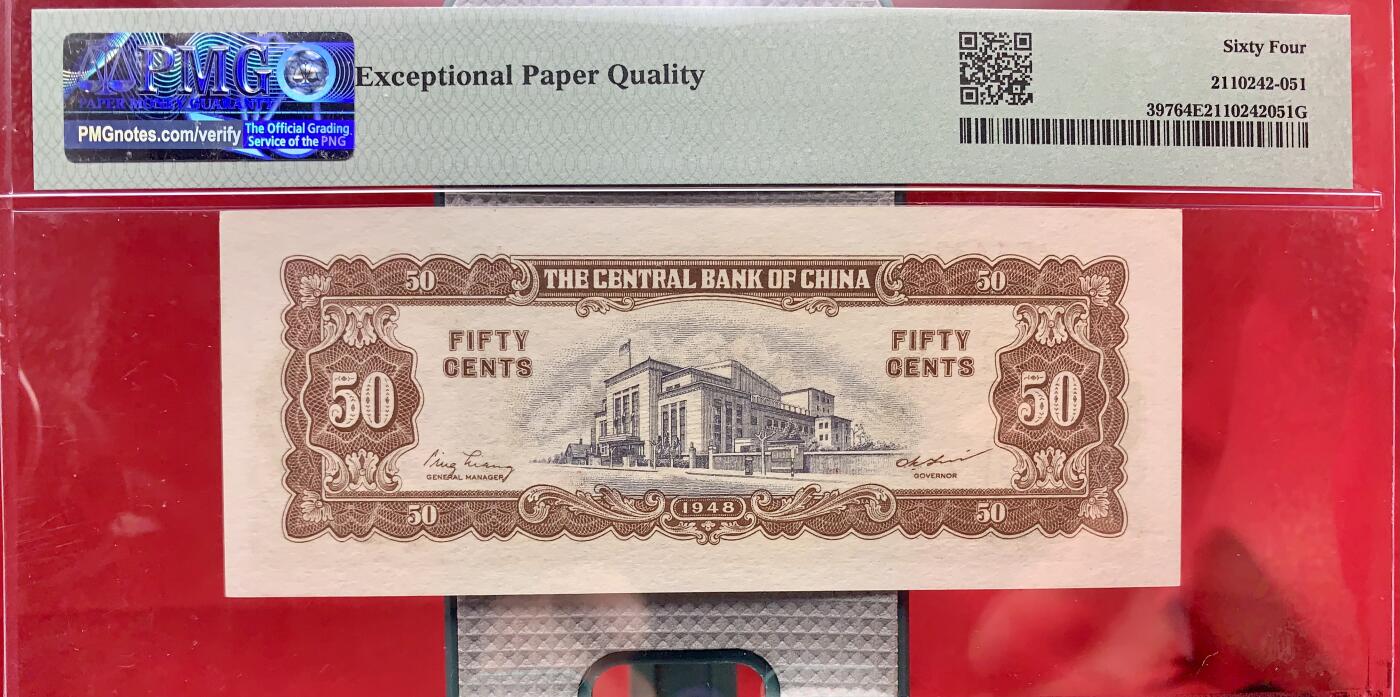 PMG
PAPER MONEY GUARANTY
PMGnotes.com/verify
The Official Grading
Service of the PNG
Exceptional Paper Quality
Sixty Four
2110242-051
39764E2110242051G
50 THE CENTRAL BANK OF CHINA 50
FIFTY
CENTS
FIFTY
CENTS
50 50
GENERAL MANAGER
GOVERNOR
50 1948 50